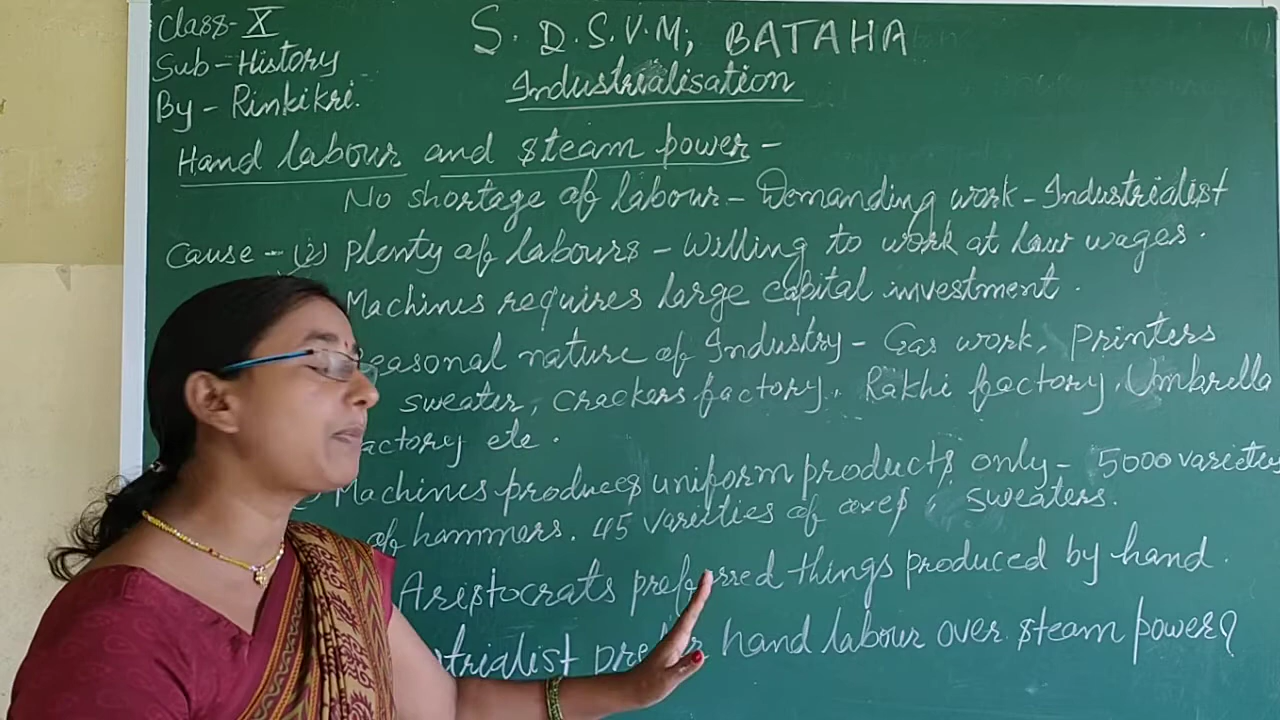 Class-X
Sub-History
By-Rinkikri.
S.D.S.V.M; BATAHA
Industrialisation
Hand labour and steam power-
No shortage of labour-Demanding work-Industrialist
Cause- plenty of labours-willing to work at law wages.
Machines requires large capital investment.
easonal nature of Industry-Gas work, printers
sweater, crackers factory, Rakhi factory, Umbrella
actory etc.
Machines produces uniform products only- 5000 varieties
of hammers. 45 varieties of axes, sweaters.
Aristocrats preferred things produced by hand.
strialist prefer hand labour over steam power?